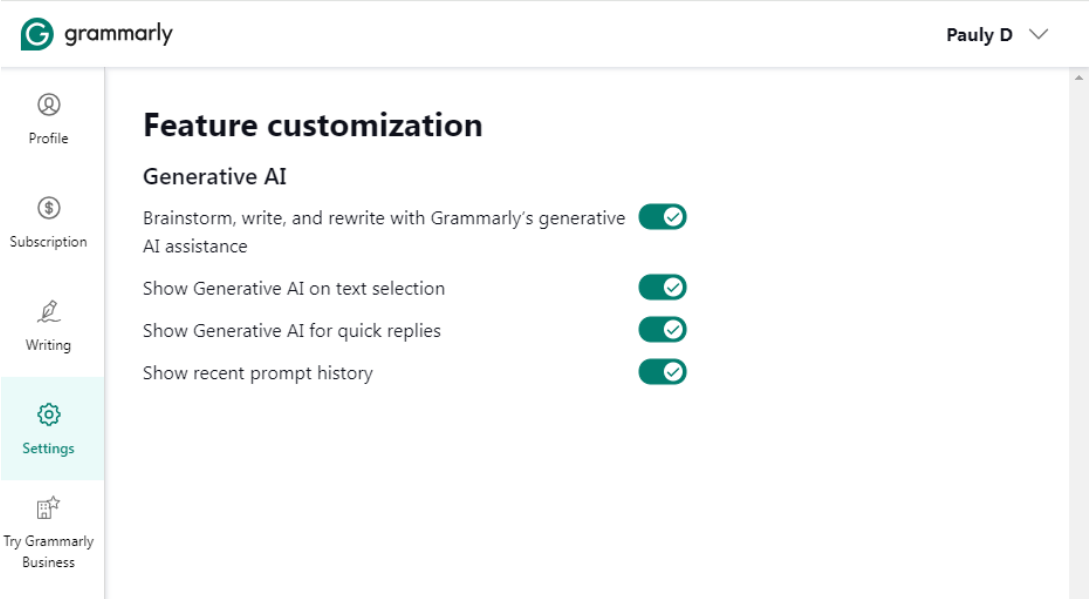 grammarly
Pauly D
Profile
Subscription
Writing
Settings
Try Grammarly
Business
Feature customization
Generative AI
Brainstorm, write, and rewrite with Grammarly’s generative
AI assistance
Show Generative AI on text selection
Show Generative AI for quick replies
Show recent prompt history